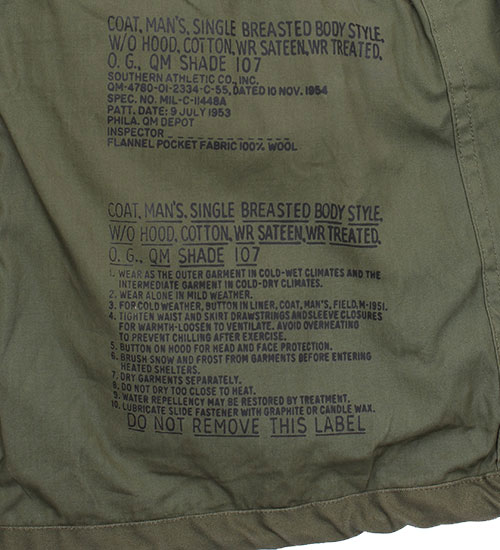 COAT, MAN'S, SINGLE BREASTED BODY STYLE,
W/O HOOD, COTTON, WR SATEEN, WR TREATED,
O. G., QM SHADE 107
SOUTHERN ATHLETIC CO., INC.
QM-4780-OI-2334-C-55, DATED 10 NOV. 1954
SPEC. NO. MIL-C-11448A
PATT. DATE: 9 JULY 1953
PHILA. QM DEPOT
INSPECTOR _ _ _ _ _ _ _ _ _ _ _ _
FLANNEL POCKET FABRIC 100% WOOL
COAT, MAN'S, SINGLE BREASTED BODY STYLE,
W/O HOOD, COTTON, WR SATEEN, WR TREATED,
O. G., QM SHADE 107
1. WEAR AS THE OUTER GARMENT IN COLD-WET CLIMATES AND THE
INTERMEDIATE GARMENT IN COLD-DRY CLIMATES.
2. WEAR ALONE IN MILD WEATHER.
3. FOR COLD WEATHER, BUTTON IN LINER, COAT, MAN'S, FIELD, M-1951.
4. TIGHTEN WAIST AND SKIRT DRAWSTRINGS AND SLEEVE CLOSURES
FOR WARMTH-LOOSEN TO VENTILATE. AVOID OVERHEATING
TO PREVENT CHILLING AFTER EXERCISE.
5. BUTTON ON HOOD FOR HEAD AND FACE PROTECTION.
6. BRUSH SNOW AND FROST FROM GARMENTS BEFORE ENTERING
HEATED SHELTERS.
7. DRY GARMENTS SEPARATELY.
8. DO NOT DRY TOO CLOSE TO HEAT.
9. WATER REPELLENCY MAY BE RESTORED BY TREATMENT.
10. LUBRICATE SLIDE FASTENER WITH GRAPHITE OR CANDLE WAX.
DO NOT REMOVE THIS LABEL